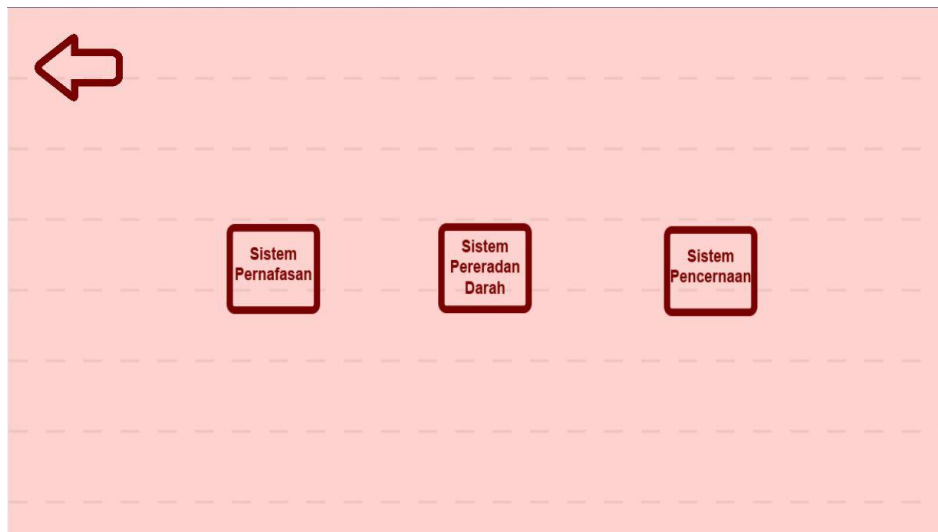 Sistem
Pernafasan
Sistem
Pereradan
Darah
Sistem
Pencernaan